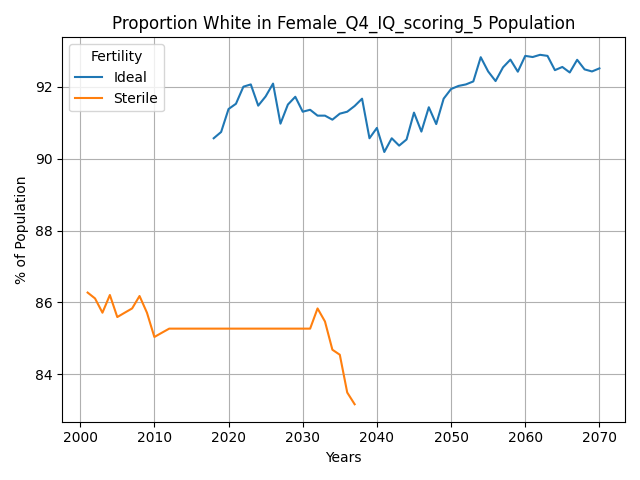 Proportion White in Female_Q4_IQ_scoring_5 Population
Fertility
Ideal
Sterile
% of Population
92
90
88
86
84
2000 2010 2020 2030 2040 2050 2060 2070
Years